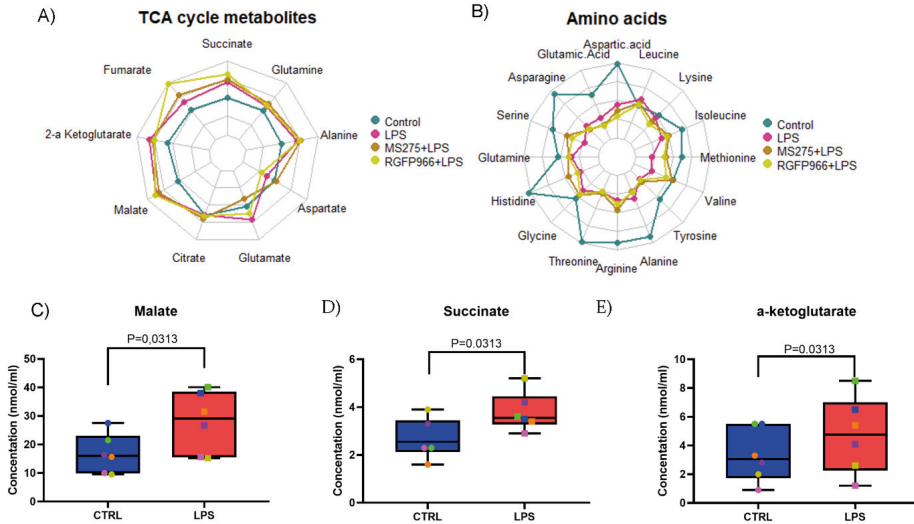 A)
TCA cycle metabolites
Succinate
Fumarate
Glutamine
2-a Ketoglutarate
Alanine
Malate
Aspartate
Citrate
Glutamate
Control
LPS
MS275+LPS
RGFP966+LPS
B)
Amino acids
Aspartic.acid
Glutamic.Acid
Leucine
Asparagine
Lysine
Serine
Isoleucine
Glutamine
Methionine
Histidine
Valine
Glycine
Tyrosine
Threonine
Alanine
Arginine
Control
LPS
MS275+LPS
RGFP966+LPS
C)
Malate
P=0,0313
Concentation (nmol/ml)
50
40
30
20
10
0
CTRL
LPS
D)
Succinate
P=0.0313
Concentation (nmol/ml)
6
4
2
0
CTRL
LPS
E)
a-ketoglutarate
P=0.0313
Concentation (nmol/ml)
10
8
6
4
2
0
CTRL
LPS